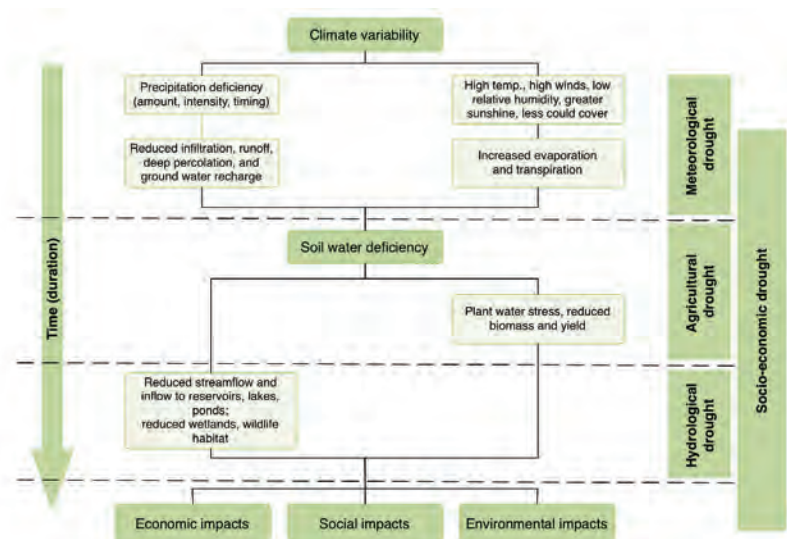 Climate variability
Precipitation deficiency
(amount, intensity, timing)
High temp., high winds, low
relative humidity, greater
sunshine, less could cover
Reduced infiltration, runoff,
deep percolation, and
ground water recharge
Increased evaporation
and transpiration
Meteorological
drought
Time (duration)
Soil water deficiency
Plant water stress, reduced
biomass and yield
Agricultural
drought
Socio-economic drought
Reduced streamflow and
inflow to reservoirs, lakes,
ponds;
reduced wetlands, wildlife
habitat
Hydrological
drought
Economic impacts
Social impacts
Environmental impacts